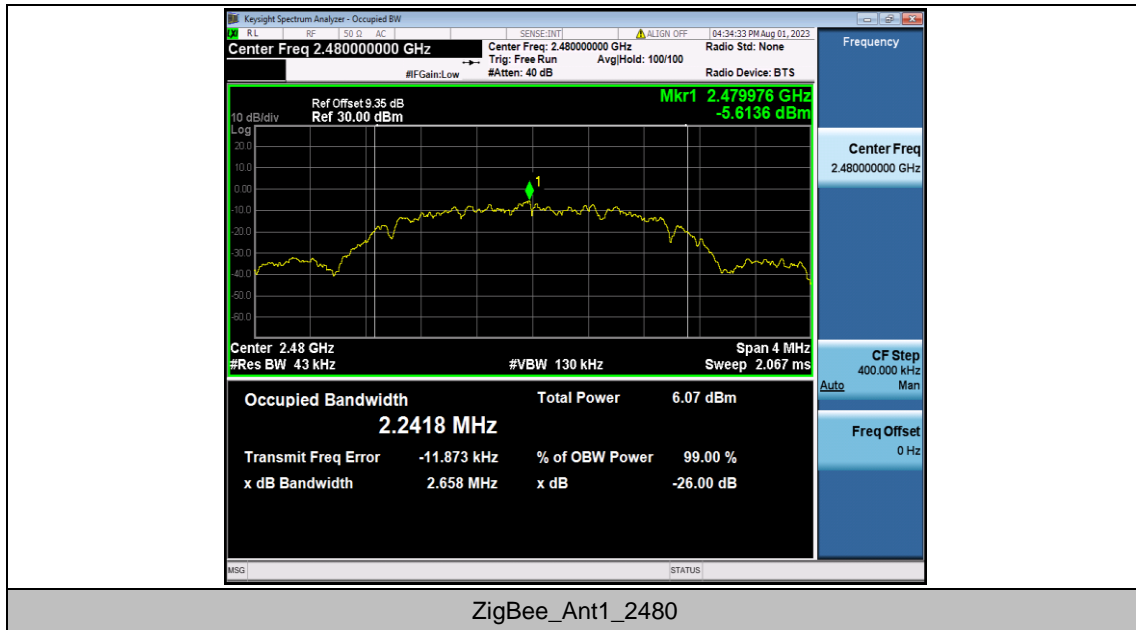 Keysight Spectrum Analyzer - Occupied BW
RL RF 50 Ω AC SENSE:INT ALIGN OFF 04:34:33 PM Aug 01, 2023
Center Freq 2.480000000 GHz
Center Freq: 2.480000000 GHz
Radio Std: None
Trig: Free Run Avg|Hold: 100/100
#IFGain:Low
#Atten: 40 dB
Radio Device: BTS
Mkr1 2.479976 GHz
-5.6136 dBm
Ref Offset 9.35 dB
10 dB/div Ref 30.00 dBm
Log
20.0
10.0
0.00
-10.0
-20.0
-30.0
-40.0
-50.0
-60.0
1
Center 2.48 GHz Span 4 MHz
#Res BW 43 kHz #VBW 130 kHz Sweep 2.067 ms
Occupied Bandwidth Total Power 6.07 dBm
2.2418 MHz
Transmit Freq Error -11.873 kHz % of OBW Power 99.00 %
x dB Bandwidth 2.658 MHz x dB -26.00 dB
MSG STATUS
Frequency
Center Freq
2.480000000 GHz
CF Step
400.000 kHz
Auto Man
Freq Offset
0 Hz
ZigBee_Ant1_2480